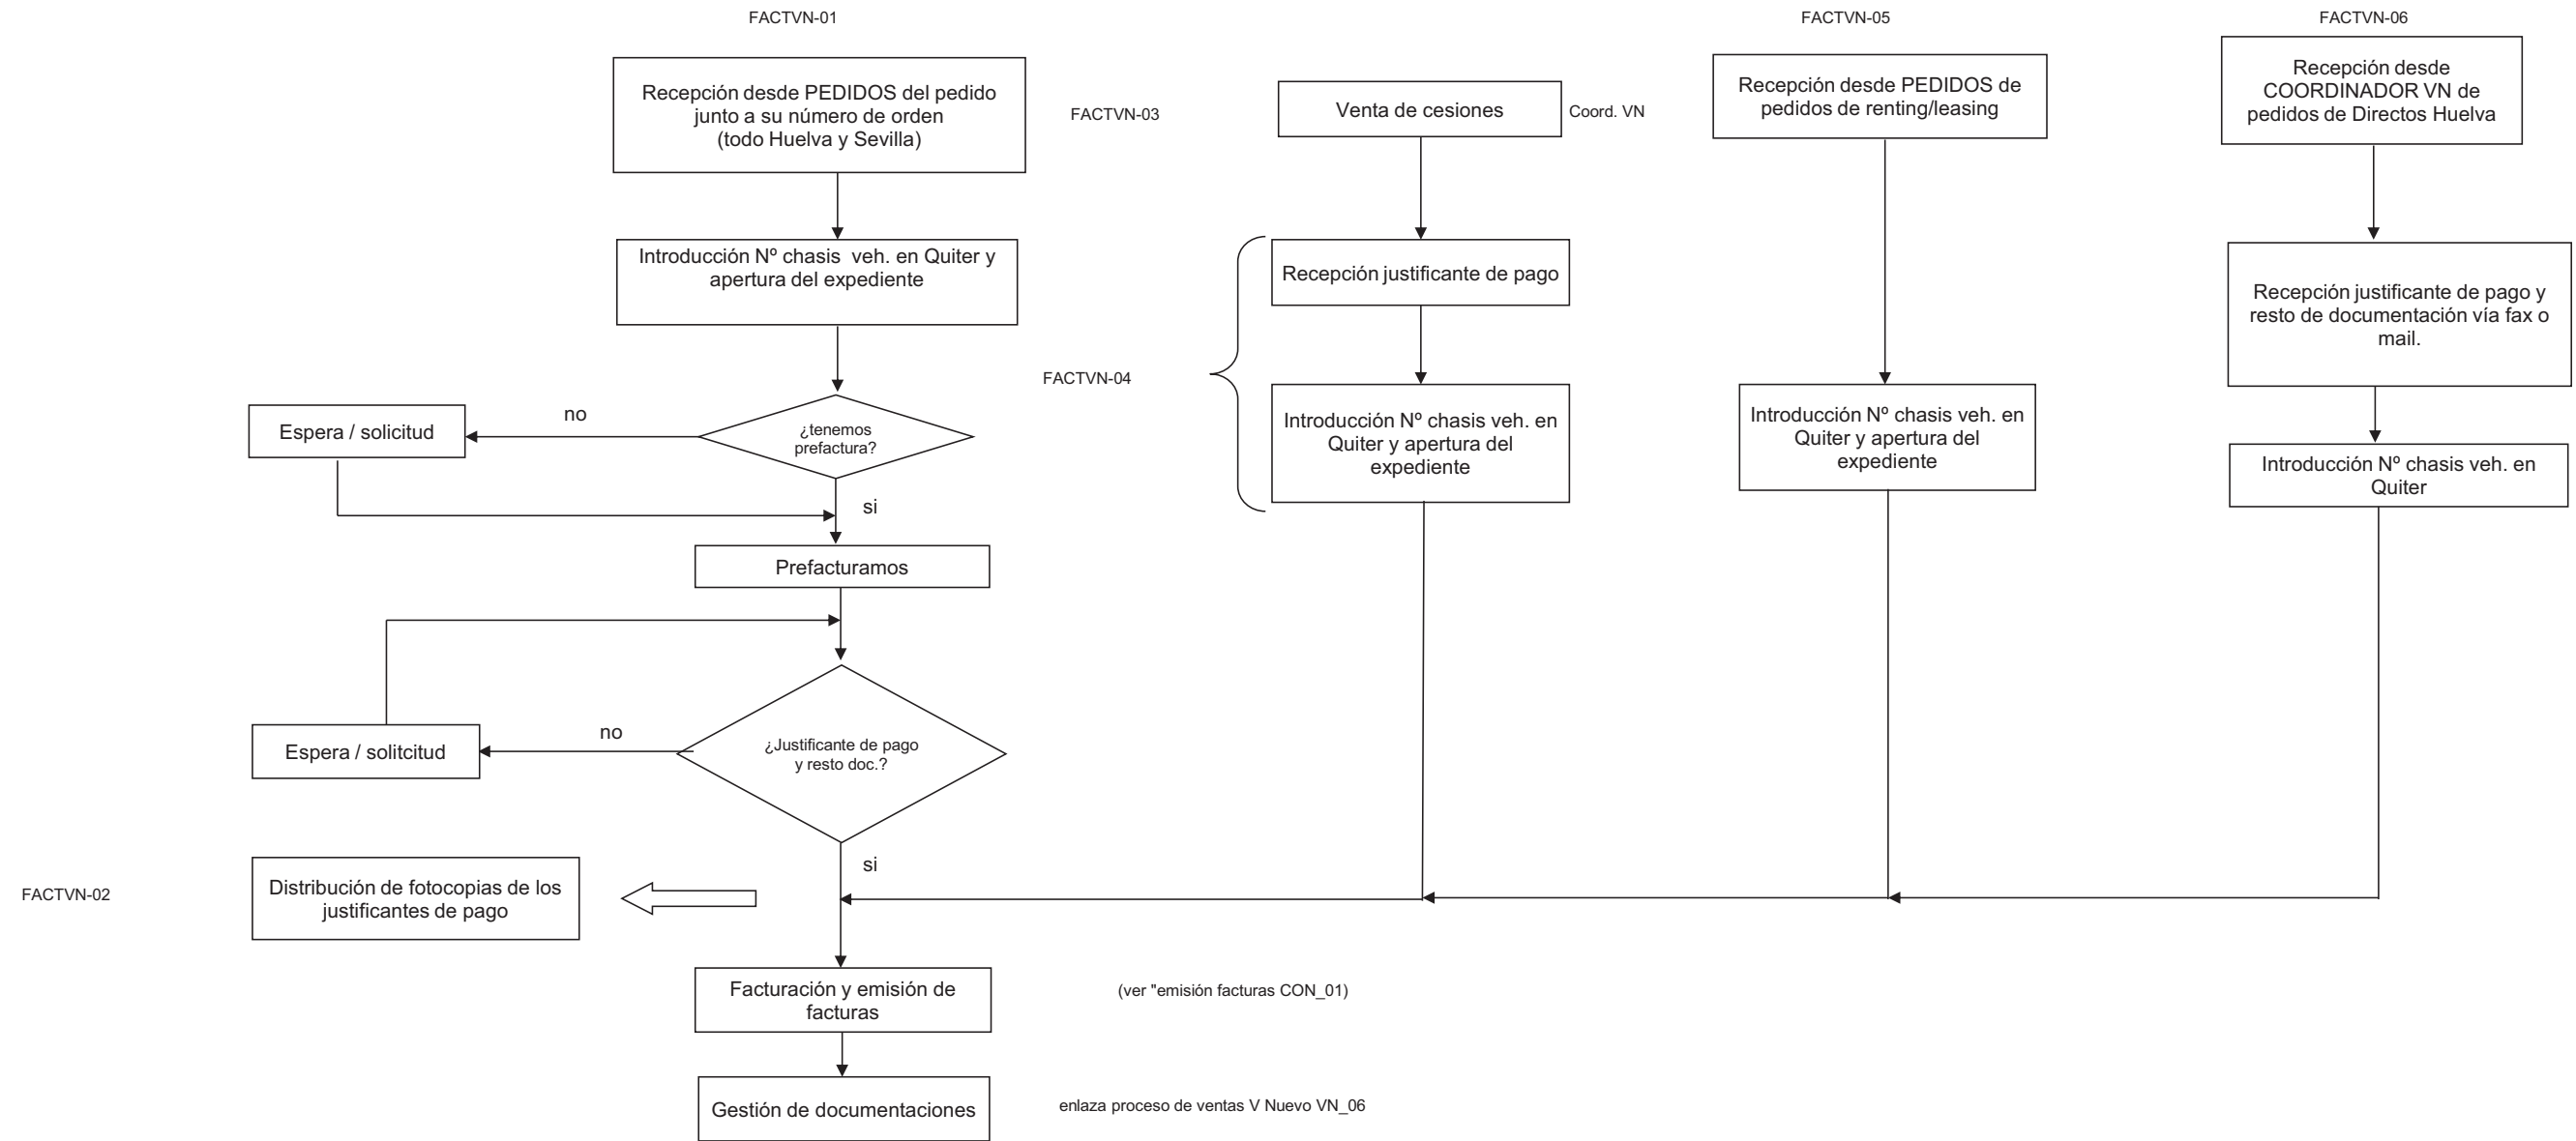 FACTVN-01
FACTVN-05
FACTVN-06
Recepción desde PEDIDOS del pedido
junto a su número de orden
(todo Huelva y Sevilla)
FACTVN-03
Venta de cesiones
Coord. VN
Recepción desde PEDIDOS de
pedidos de renting/leasing
Recepción desde
COORDINADOR VN de
pedidos de Directos Huelva
Introducción Nº chasis  veh. en Quiter y
apertura del expediente
Recepción justificante de pago
Recepción justificante de pago y
resto de documentación vía fax o
mail.
FACTVN-04
Espera / solicitud
no
¿tenemos
prefactura?
si
Introducción Nº chasis veh. en
Quiter y apertura del
expediente
Introducción Nº chasis veh. en
Quiter y apertura del
expediente
Introducción Nº chasis veh. en
Quiter
Prefacturamos
Espera / solitcitud
no
¿Justificante de pago
y resto doc.?
si
FACTVN-02
Distribución de fotocopias de los
justificantes de pago
Facturación y emisión de
facturas
(ver "emisión facturas CON_01)
Gestión de documentaciones
enlaza proceso de ventas V Nuevo VN_06